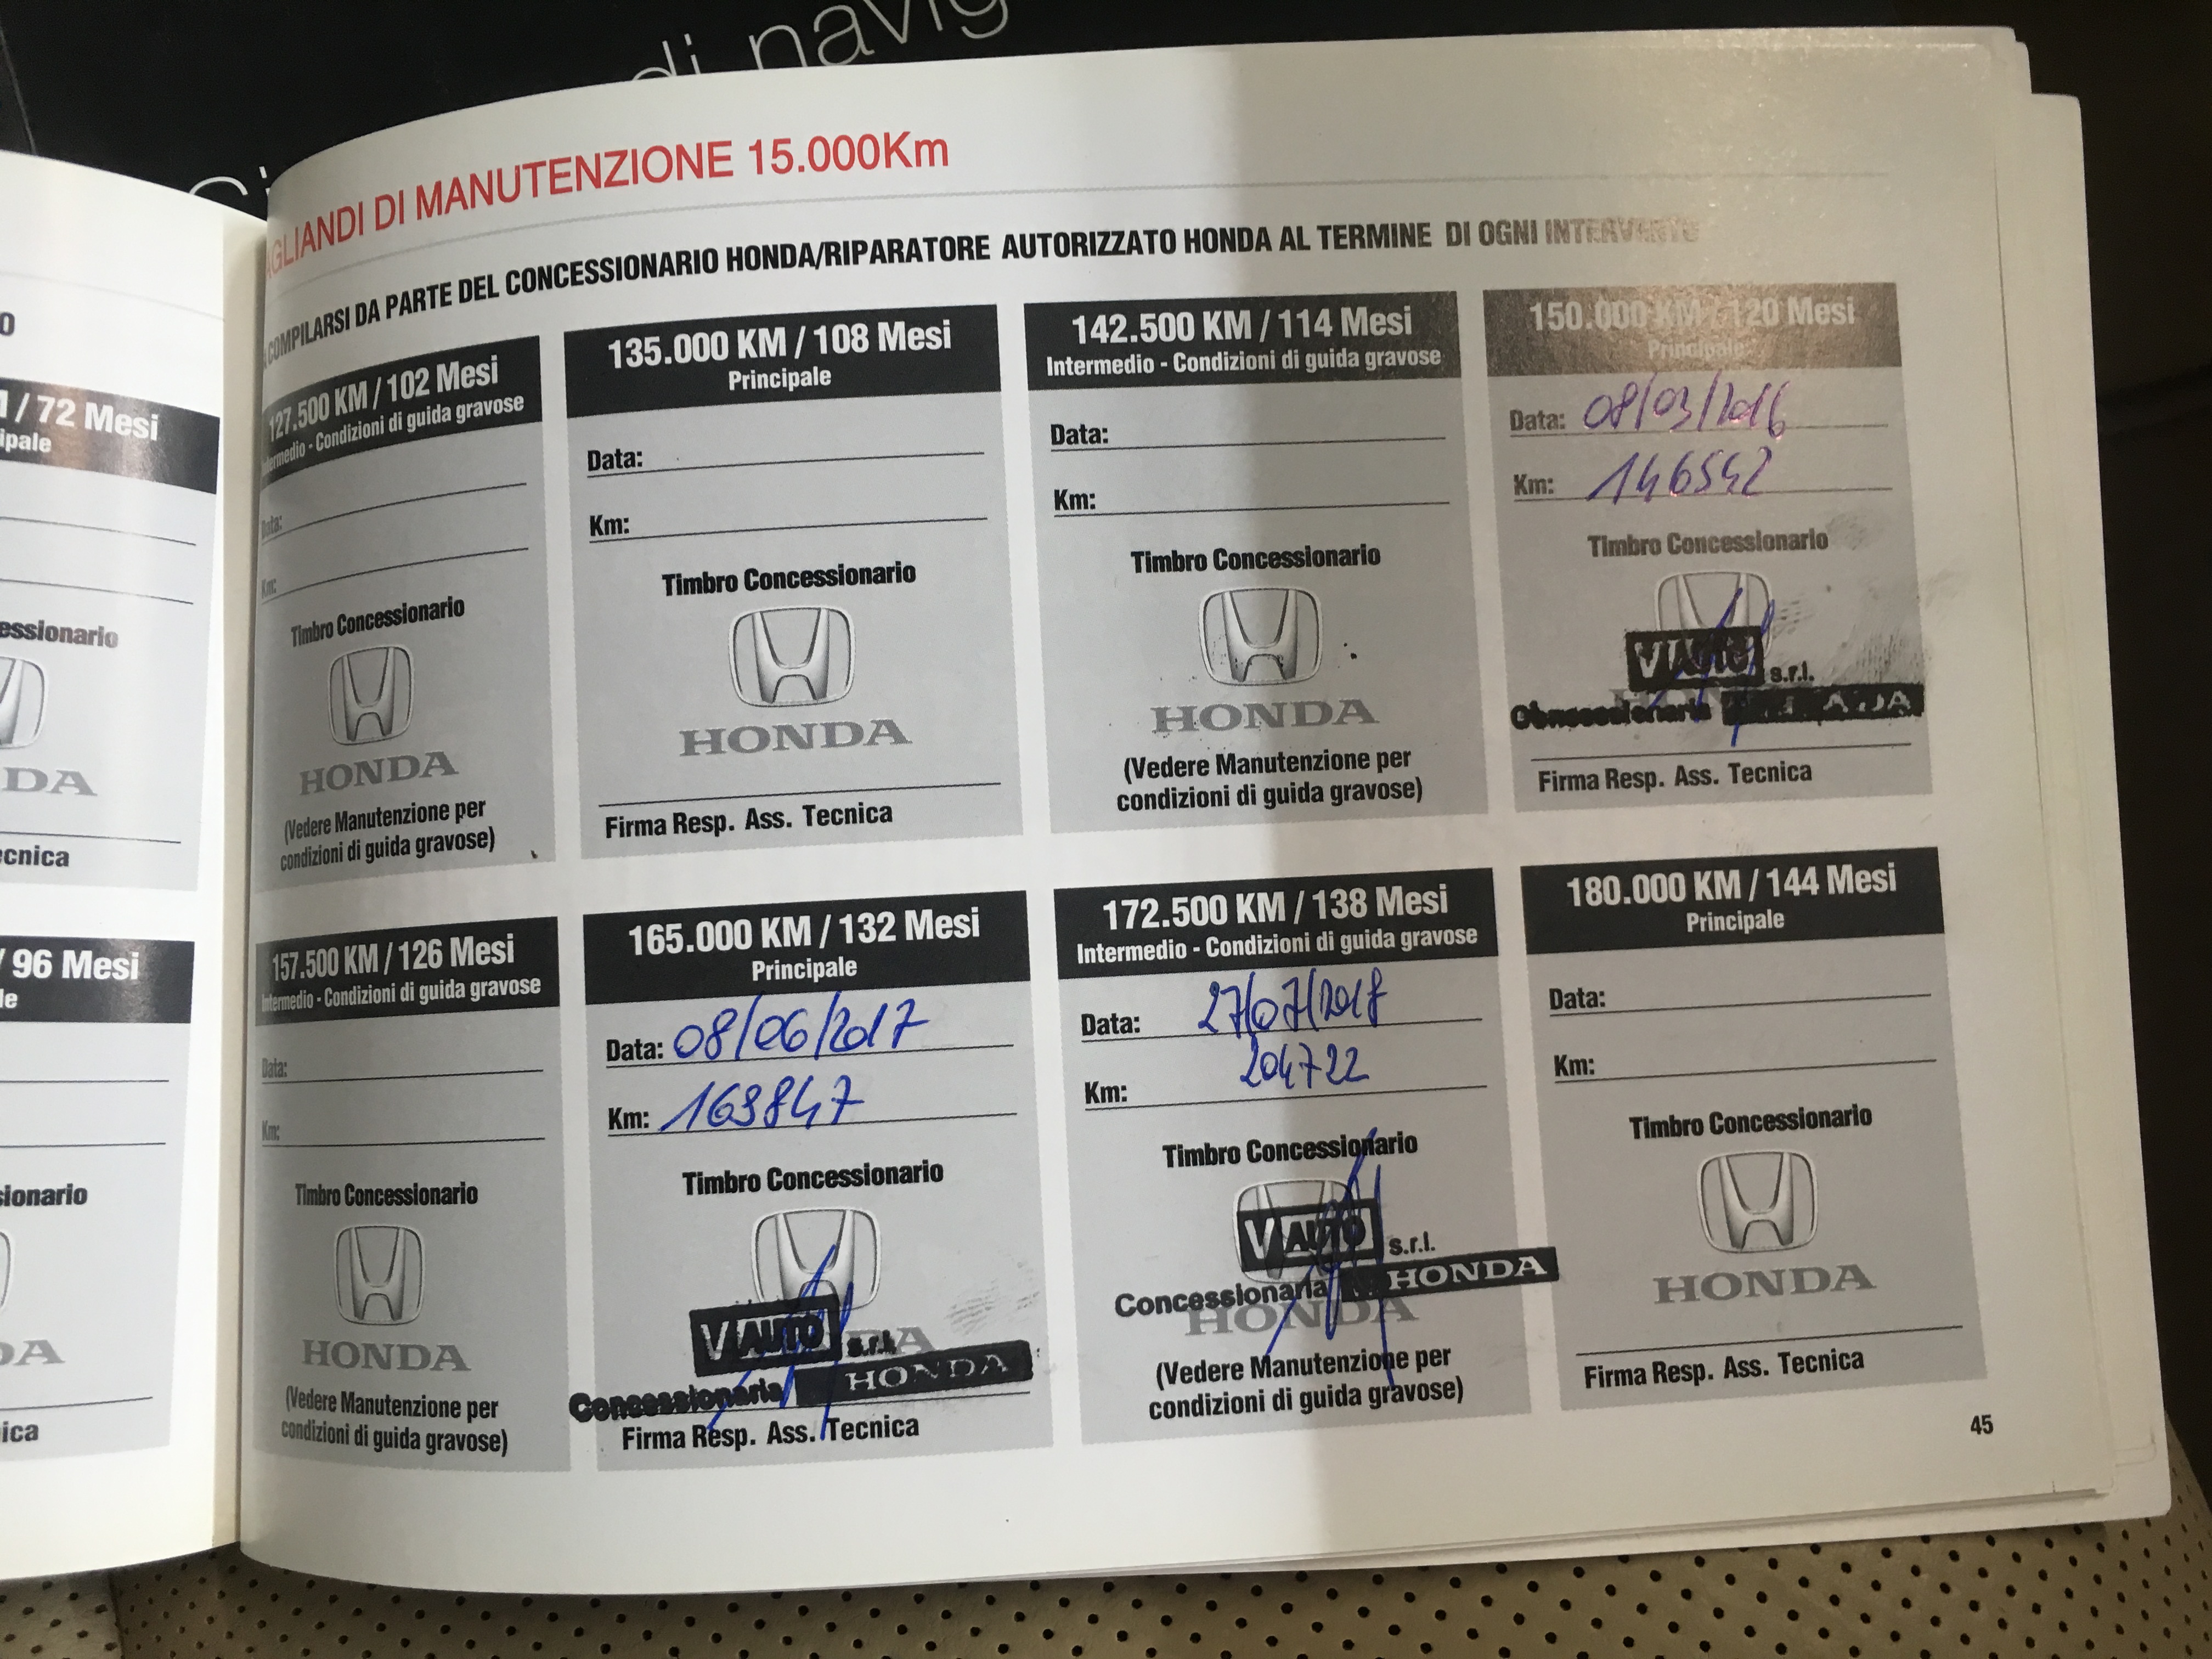 di navig
AGLIANDI DI MANUTENZIONE 15.000Km
COMPILARSI DA PARTE DEL CONCESSIONARIO HONDA/RIPARATORE AUTORIZZATO HONDA AL TERMINE DI OGNI INTERVENTO
127.500 KM / 102 Mesi
Intermedio - Condizioni di guida gravose
Data:
Km:
Timbro Concessionario
HONDA
(Vedere Manutenzione per
condizioni di guida gravose)
135.000 KM / 108 Mesi
Principale
Data:
Km:
Timbro Concessionario
HONDA
Firma Resp. Ass. Tecnica
142.500 KM / 114 Mesi
Intermedio - Condizioni di guida gravose
Data:
Km:
Timbro Concessionario
HONDA
(Vedere Manutenzione per
condizioni di guida gravose)
150.000 KM / 120 Mesi
Principale
Data: 08/03/2016
Km: 146542
Timbro Concessionario
VAUTO s.r.l.
HONDA
Concessionaria
Firma Resp. Ass. Tecnica
157.500 KM / 126 Mesi
Intermedio - Condizioni di guida gravose
Data:
Km:
Timbro Concessionario
HONDA
(Vedere Manutenzione per
condizioni di guida gravose)
165.000 KM / 132 Mesi
Principale
Data: 08/06/2017
Km: 169847
Timbro Concessionario
VAUTO s.r.l.
Concessionaria HONDA
Firma Resp. Ass. Tecnica
172.500 KM / 138 Mesi
Intermedio - Condizioni di guida gravose
Data: 27/07/2018
Km: 204722
Timbro Concessionario
VAUTO s.r.l.
Concessionaria HONDA
HONDA
(Vedere Manutenzione per
condizioni di guida gravose)
180.000 KM / 144 Mesi
Principale
Data:
Km:
Timbro Concessionario
HONDA
Firma Resp. Ass. Tecnica
45
/ 72 Mesi
ipale
essionario
DA
ecnica
/ 96 Mesi
le
sionario
DA
ica